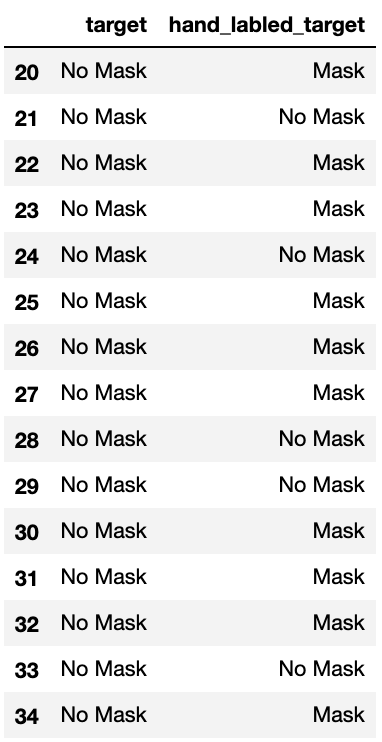 target hand_labled_target
20 No Mask Mask
21 No Mask No Mask
22 No Mask Mask
23 No Mask Mask
24 No Mask No Mask
25 No Mask Mask
26 No Mask Mask
27 No Mask Mask
28 No Mask No Mask
29 No Mask No Mask
30 No Mask Mask
31 No Mask Mask
32 No Mask Mask
33 No Mask No Mask
34 No Mask Mask